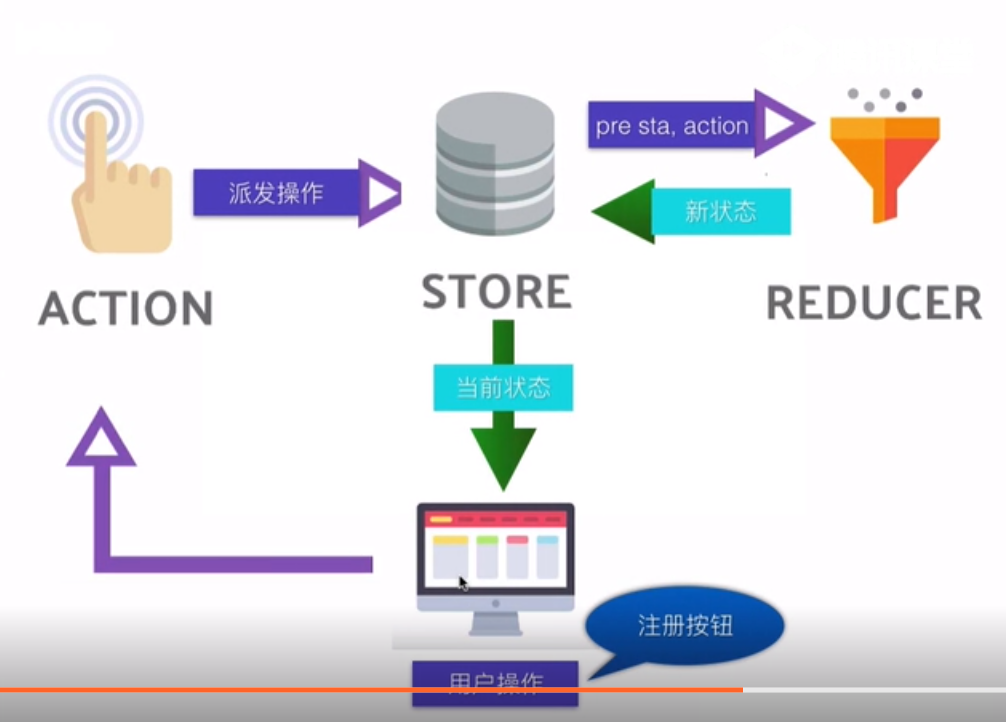 派发操作
pre sta, action
新状态
ACTION
STORE
REDUCER
当前状态
注册按钮
用户操作